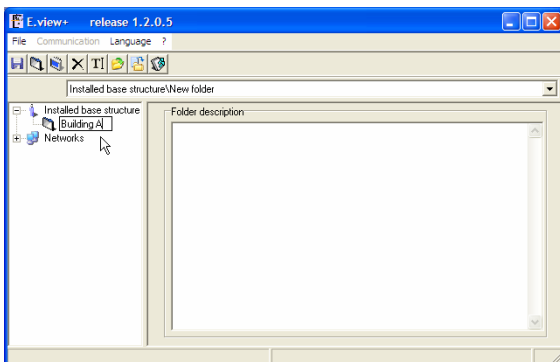 E.view+ release 1.2.0.5
File Communication Language ?
TI
Installed base structure\New folder
Installed base structure
Building A
Networks
Folder description